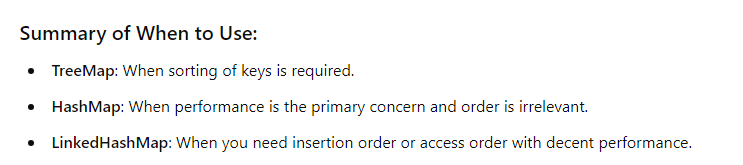 Summary of When to Use:
• TreeMap: When sorting of keys is required.
• HashMap: When performance is the primary concern and order is irrelevant.
• LinkedHashMap: When you need insertion order or access order with decent performance.